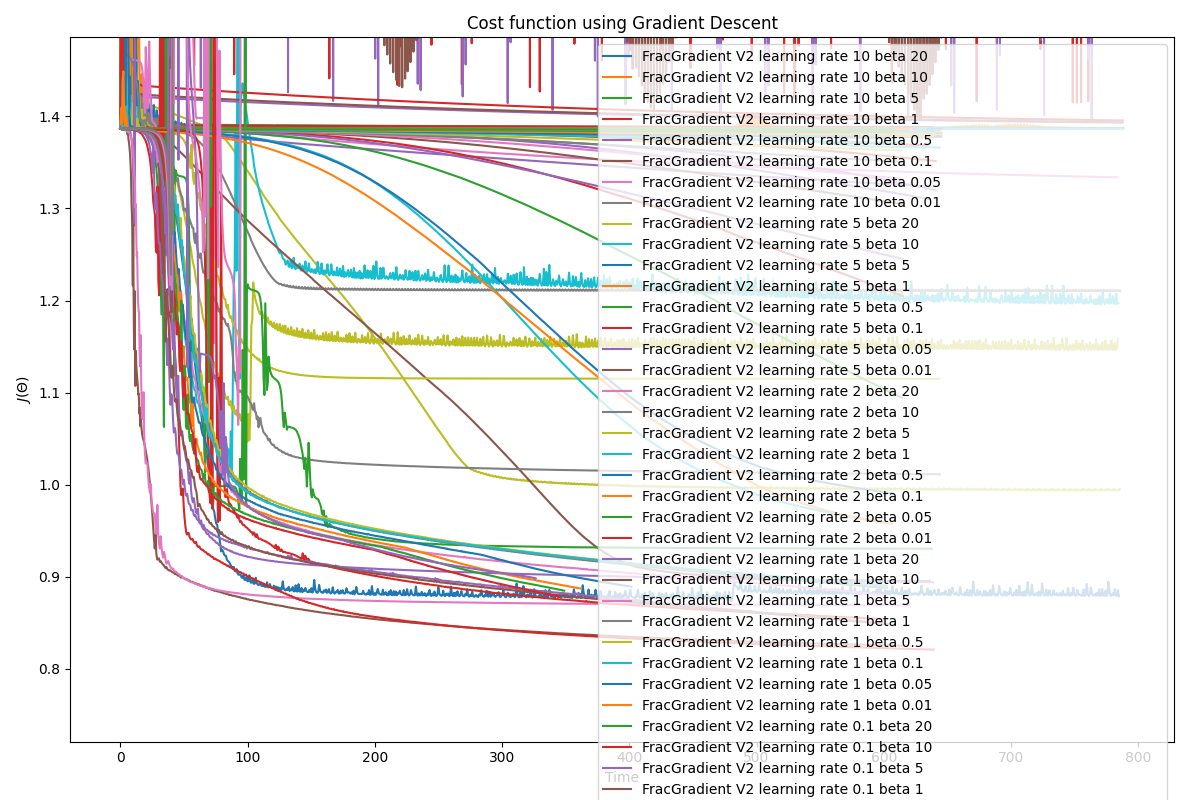 Cost function using Gradient Descent
J(Θ)
1.4
1.3
1.2
1.1
1.0
0.9
0.8
0
100
200
300
400
500
600
700
800
Time
FracGradient V2 learning rate 10 beta 20
FracGradient V2 learning rate 10 beta 10
FracGradient V2 learning rate 10 beta 5
FracGradient V2 learning rate 10 beta 1
FracGradient V2 learning rate 10 beta 0.5
FracGradient V2 learning rate 10 beta 0.1
FracGradient V2 learning rate 10 beta 0.05
FracGradient V2 learning rate 10 beta 0.01
FracGradient V2 learning rate 5 beta 20
FracGradient V2 learning rate 5 beta 10
FracGradient V2 learning rate 5 beta 5
FracGradient V2 learning rate 5 beta 1
FracGradient V2 learning rate 5 beta 0.5
FracGradient V2 learning rate 5 beta 0.1
FracGradient V2 learning rate 5 beta 0.05
FracGradient V2 learning rate 5 beta 0.01
FracGradient V2 learning rate 2 beta 20
FracGradient V2 learning rate 2 beta 10
FracGradient V2 learning rate 2 beta 5
FracGradient V2 learning rate 2 beta 1
FracGradient V2 learning rate 2 beta 0.5
FracGradient V2 learning rate 2 beta 0.1
FracGradient V2 learning rate 2 beta 0.05
FracGradient V2 learning rate 2 beta 0.01
FracGradient V2 learning rate 1 beta 20
FracGradient V2 learning rate 1 beta 10
FracGradient V2 learning rate 1 beta 5
FracGradient V2 learning rate 1 beta 1
FracGradient V2 learning rate 1 beta 0.5
FracGradient V2 learning rate 1 beta 0.1
FracGradient V2 learning rate 1 beta 0.05
FracGradient V2 learning rate 1 beta 0.01
FracGradient V2 learning rate 0.1 beta 20
FracGradient V2 learning rate 0.1 beta 10
FracGradient V2 learning rate 0.1 beta 5
FracGradient V2 learning rate 0.1 beta 1